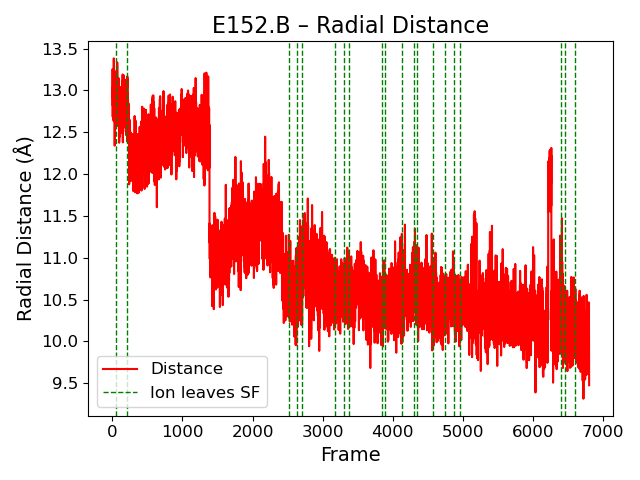 E152.B – Radial Distance
Radial Distance (Å)
13.5
13.0
12.5
12.0
11.5
11.0
10.5
10.0
9.5
Distance
Ion leaves SF
0 1000 2000 3000 4000 5000 6000 7000
Frame